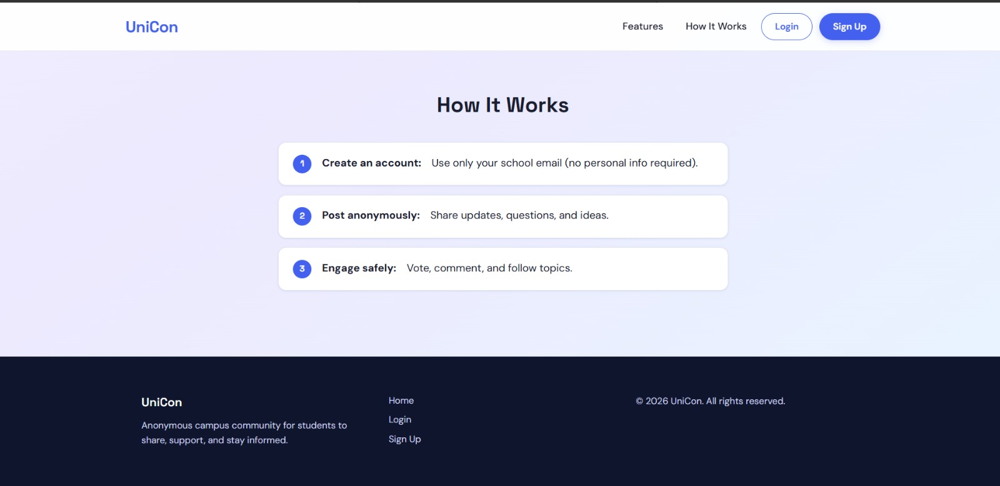 UniCon
Features
How It Works
Login
Sign Up
How It Works
1
Create an account: Use only your school email (no personal info required).
2
Post anonymously: Share updates, questions, and ideas.
3
Engage safely: Vote, comment, and follow topics.
UniCon
Anonymous campus community for students to
share, support, and stay informed.
Home
Login
Sign Up
© 2026 UniCon. All rights reserved.